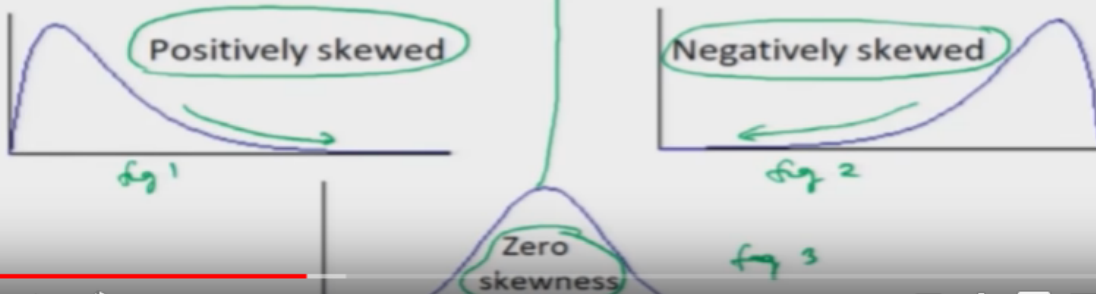 Positively skewed
Negatively skewed
fig 1
fig 2
Zero
skewness
fig 3